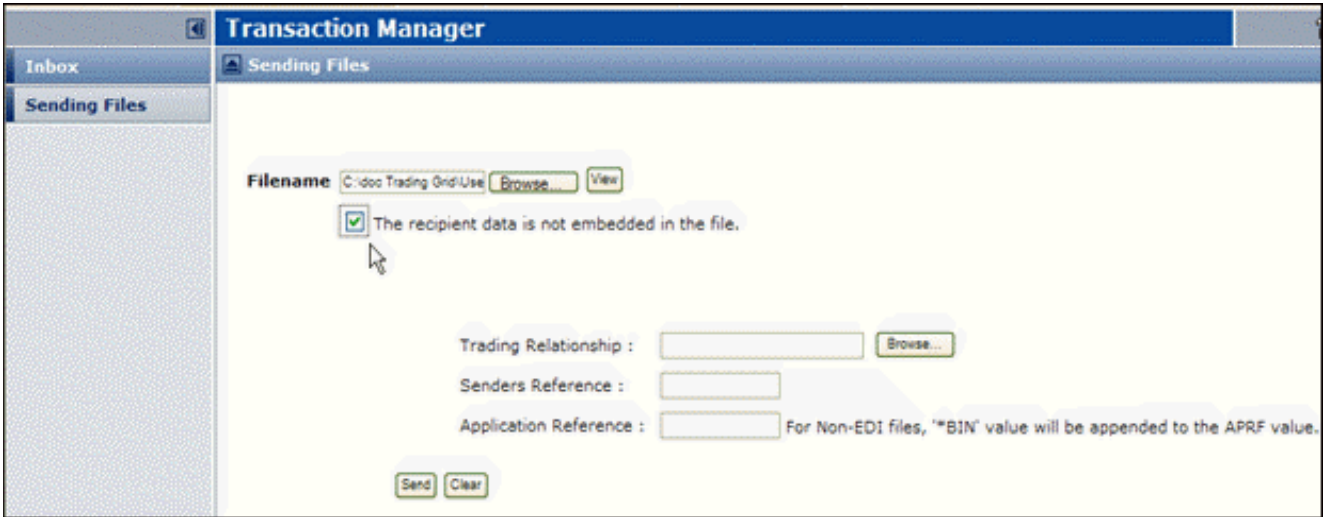 Transaction Manager
Inbox
Sending Files
Sending Files
Filename C:\doc Trading Grid\Use Browse... View
The recipient data is not embedded in the file.
Trading Relationship : Browse...
Senders Reference :
Application Reference : For Non-EDI files, '*BIN' value will be appended to the APRF value.
Send Clear